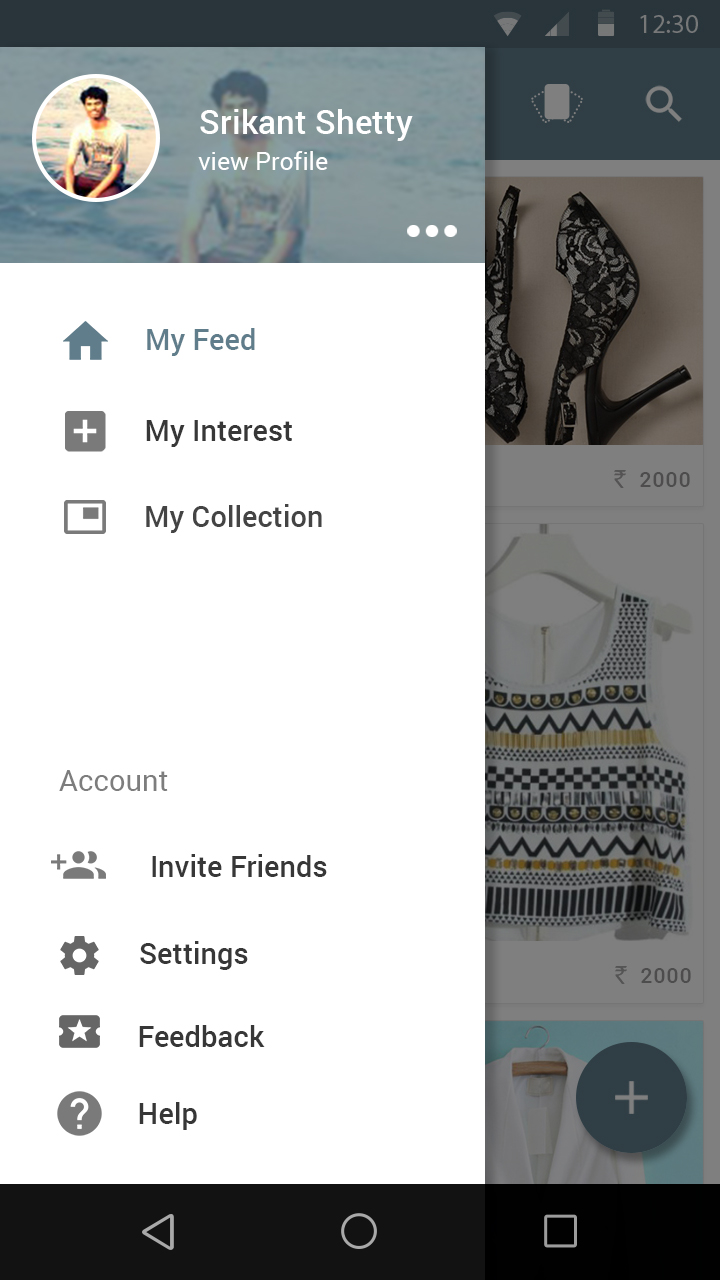 12:30
Srikant Shetty
view Profile
My Feed
My Interest
My Collection
₹ 2000
₹ 2000
Account
Invite Friends
Settings
Feedback
Help